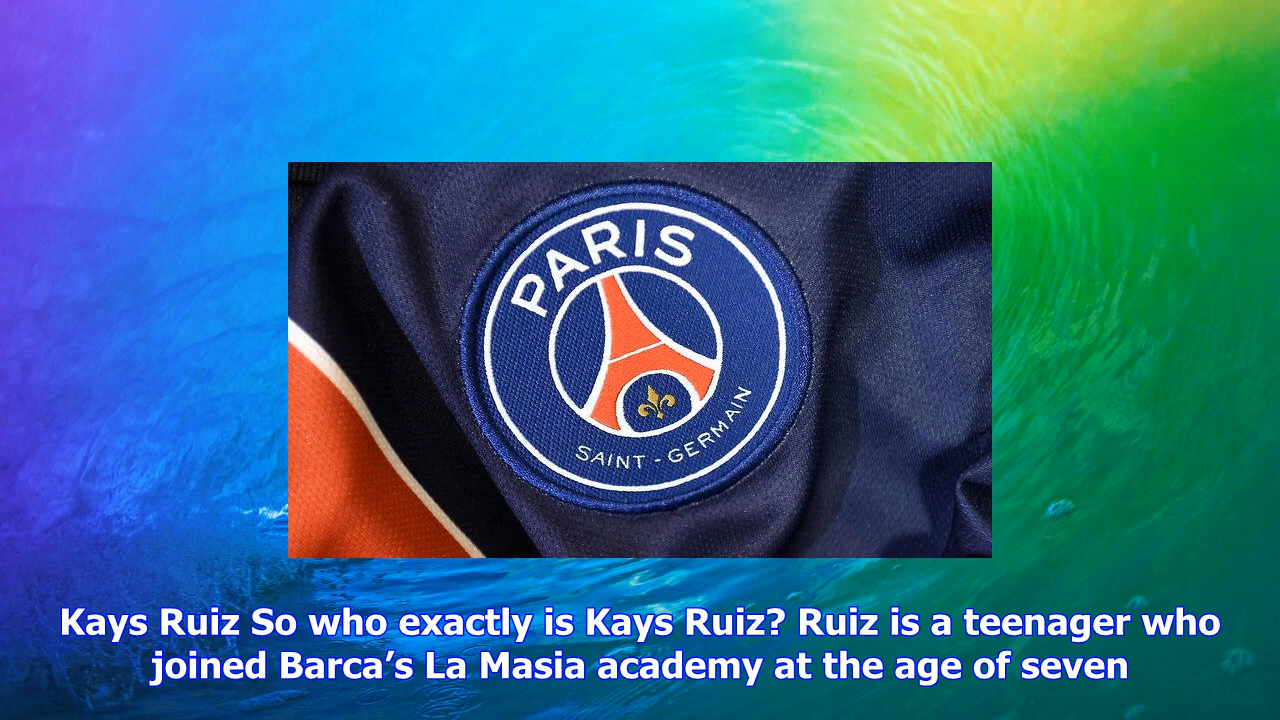 PARIS
SAINT-GERMAIN
Kays Ruiz So who exactly is Kays Ruiz? Ruiz is a teenager who
joined Barca’s La Masia academy at the age of seven